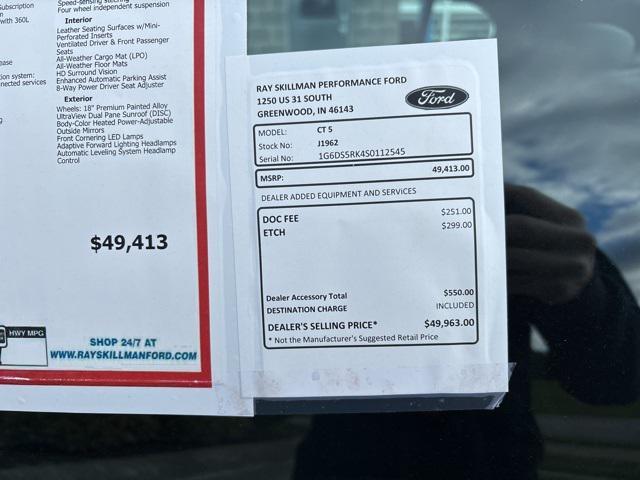 Subscription
with 360L
ion system:
nected services
Four wheel independent suspension
Interior
Leather Seating Surfaces w/Mini-
Perforated Inserts
Ventilated Driver & Front Passenger
Seats
All-Weather Cargo Mat (LPO)
All-Weather Floor Mats
HD Surround Vision
Enhanced Automatic Parking Assist
8-Way Power Driver Seat Adjuster
Exterior
Wheels: 18" Premium Painted Alloy
UltraView Dual Pane Sunroof (DISC)
Body-Color Heated Power-Adjustable
Outside Mirrors
Front Cornering LED Lamps
Adaptive Forward Lighting Headlamps
Automatic Leveling System Headlamp
Control
$49,413
HWY MPG
SHOP 24/7 AT
WWW.RAYSKILLMANFORD.COM
RAY SKILLMAN PERFORMANCE FORD
1250 US 31 SOUTH
GREENWOOD, IN 46143
Ford
MODEL: CT 5
Stock No: J1962
Serial No: 1G6DS5RK4S0112545
MSRP: 49,413.00
DEALER ADDED EQUIPMENT AND SERVICES
DOC FEE $251.00
ETCH $299.00
Dealer Accessory Total $550.00
DESTINATION CHARGE INCLUDED
DEALER'S SELLING PRICE* $49,963.00
* Not the Manufacturer's Suggested Retail Price